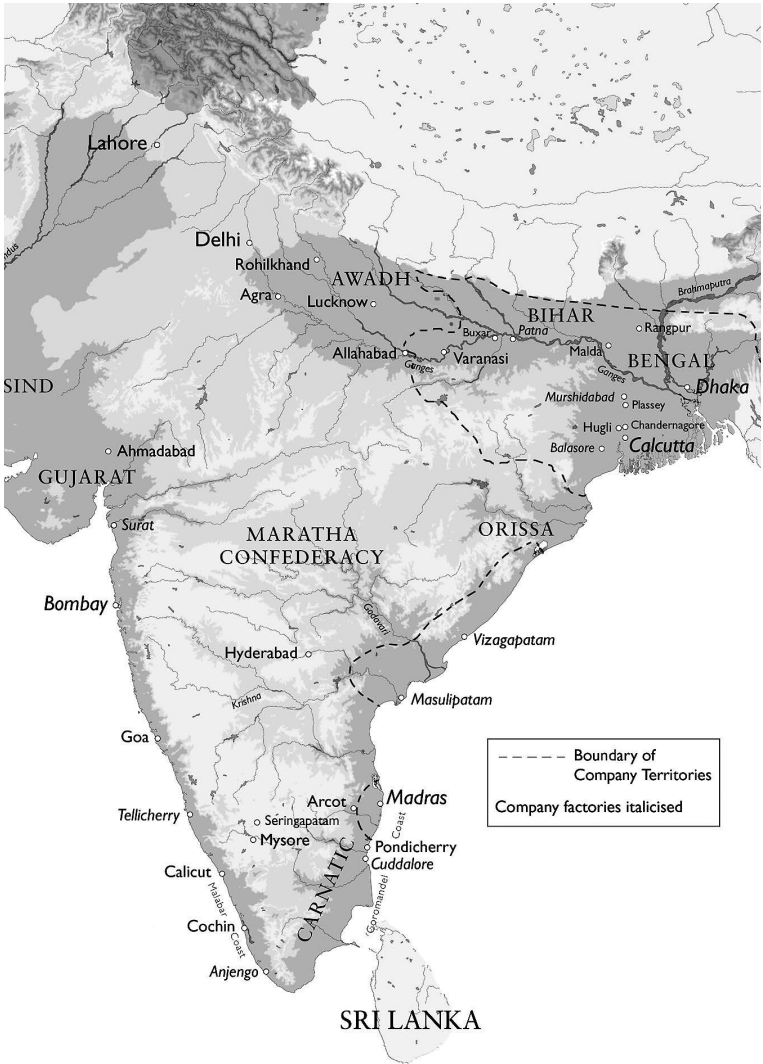 Lahore
ndus
Delhi
Rohilkhand
AWADH
Agra
Lucknow
Brahmaputra
BIHAR
Buxar
Patna
Rangpur
Allahabad
Varanasi
Malda
BENGAL
Ganges
Ganges
SIND
Dhaka
Murshidabad
Plassey
Hugli
Chandernagore
Ahmadabad
Balasore
Calcutta
GUJARAT
Surat
MARATHA
CONFEDERACY
ORISSA
Bombay
Godavari
Vizagapatam
Hyderabad
Krishna
Masulipatam
Goa
Boundary of
Company Territories
Company factories italicised
Arcot
Madras
Tellicherry
Seringapatam
Mysore
Pondicherry
Cuddalore
Calicut
CARNATIC
Coromandel Coast
Malabar Coast
Cochin
Anjengo
SRI LANKA